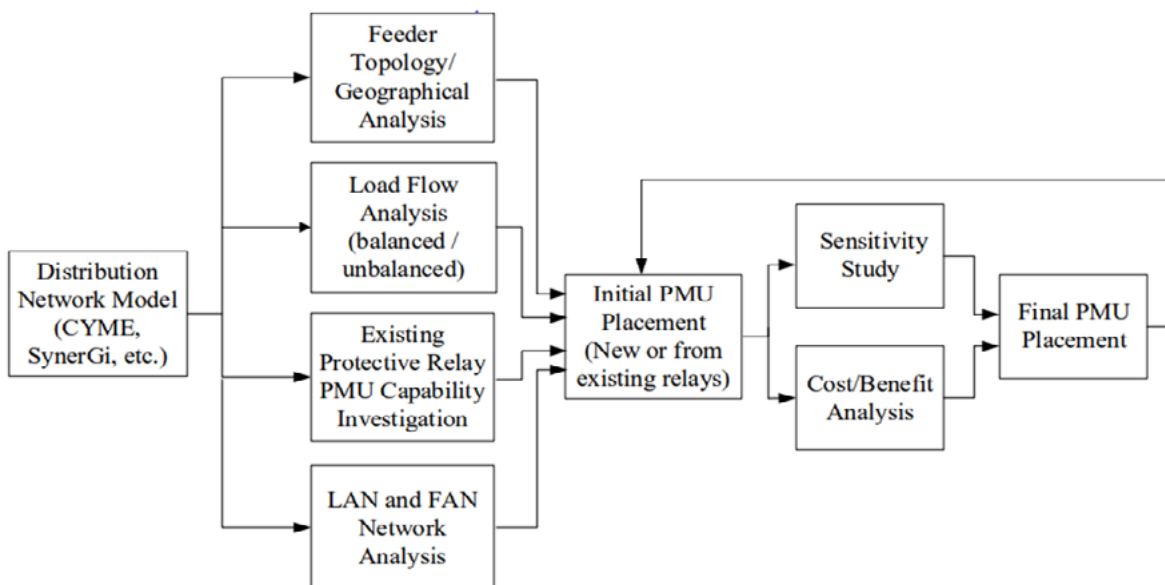 Feeder
Topology/
Geographical
Analysis
Load Flow
Analysis
(balanced /
unbalanced)
Distribution
Network Model
(CYME,
SynerGi, etc.)
Existing
Protective Relay
PMU Capability
Investigation
LAN and FAN
Network
Analysis
Initial PMU
Placement
(New or from
existing relays)
Sensitivity
Study
Cost/Benefit
Analysis
Final PMU
Placement